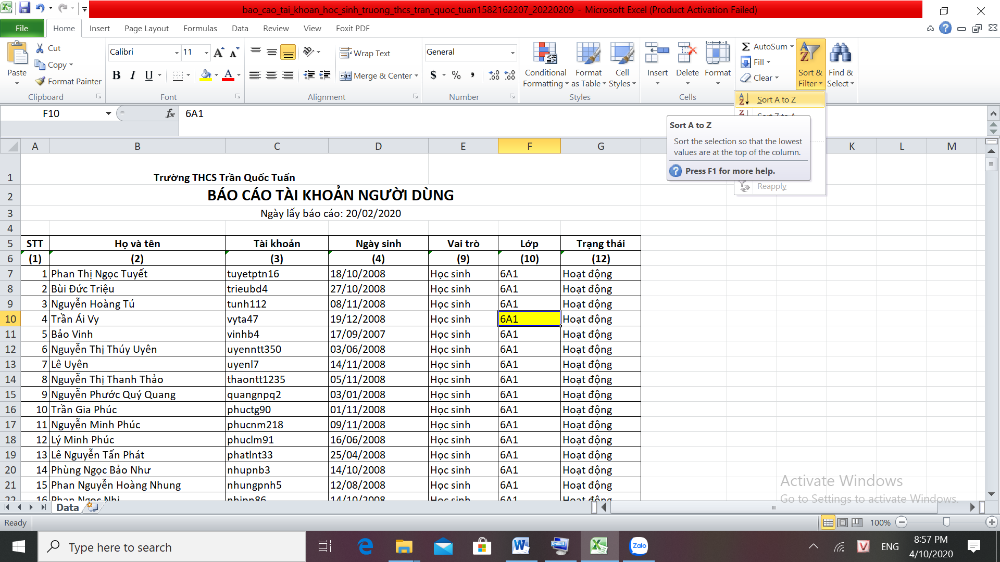 bao_cao_tai_khoan_hoc_sinh_truong_thcs_tran_quoc_tuan1582162207_20220209 - Microsoft Excel (Product Activation Failed)
File Home Insert Page Layout Formulas Data Review View Foxit PDF
Cut
Copy
Format Painter
Paste
Clipboard
Calibri 11
B I U
Font
Wrap Text
Merge & Center
Alignment
General
$ % ,
Number
Conditional Formatting
Format as Table
Cell Styles
Styles
Insert Delete Format
Cells
AutoSum
Fill
Clear
Sort & Filter
Find & Select
Sort A to Z
Sort A to Z
Sort the selection so that the lowest
values are at the top of the column.
Press F1 for more help.
Reapply
F10 fx 6A1
A B C D E F G K L M
1 Trường THCS Trần Quốc Tuấn
2 BÁO CÁO TÀI KHOẢN NGƯỜI DÙNG
3 Ngày lấy báo cáo: 20/02/2020
4
5 STT Họ và tên Tài khoản Ngày sinh Vai trò Lớp Trạng thái
6 (1) (2) (3) (4) (9) (10) (12)
7 1 Phan Thị Ngọc Tuyết tuyetptn16 18/10/2008 Học sinh 6A1 Hoạt động
8 2 Bùi Đức Triệu trieubd4 27/10/2008 Học sinh 6A1 Hoạt động
9 3 Nguyễn Hoàng Tú tunh112 08/11/2008 Học sinh 6A1 Hoạt động
10 4 Trần Ái Vy vyta47 19/12/2008 Học sinh 6A1 Hoạt động
11 5 Bảo Vinh vinhb4 17/09/2007 Học sinh 6A1 Hoạt động
12 6 Nguyễn Thị Thúy Uyên uyenntt350 03/06/2008 Học sinh 6A1 Hoạt động
13 7 Lê Uyên uyenl7 14/11/2008 Học sinh 6A1 Hoạt động
14 8 Nguyễn Thị Thanh Thảo thaontt1235 05/11/2008 Học sinh 6A1 Hoạt động
15 9 Nguyễn Phước Quý Quang quangnpq2 03/01/2008 Học sinh 6A1 Hoạt động
16 10 Trần Gia Phúc phuctg90 01/11/2008 Học sinh 6A1 Hoạt động
17 11 Nguyễn Minh Phúc phucnm218 09/11/2008 Học sinh 6A1 Hoạt động
18 12 Lý Minh Phúc phuclm91 16/06/2008 Học sinh 6A1 Hoạt động
19 13 Lê Nguyễn Tấn Phát phatlnt33 25/04/2008 Học sinh 6A1 Hoạt động
20 14 Phùng Ngọc Bảo Như nhupnb3 14/10/2008 Học sinh 6A1 Hoạt động
21 15 Phan Nguyễn Hoàng Nhung nhungpnh5 12/08/2008 Học sinh 6A1 Hoạt động
22 16 Phan Ngọc Nhi nhipn86 14/10/2008 Học sinh 6A1 Hoạt động
Activate Windows
Go to Settings to activate Windows.
Data
Ready 100%
Type here to search
Zalo
ENG
8:57 PM
4/10/2020